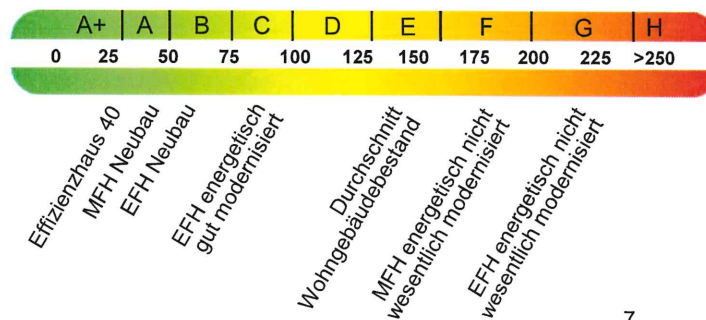 A+ A B C D E F G H
0 25 50 75 100 125 150 175 200 225 >250
Effizienzhaus 40
MFH Neubau
EFH Neubau
EFH energetisch
gut modernisiert
Durchschnitt
Wohngebäudebestand
MFH energetisch nicht
wesentlich modernisiert
EFH energetisch nicht
wesentlich modernisiert
7